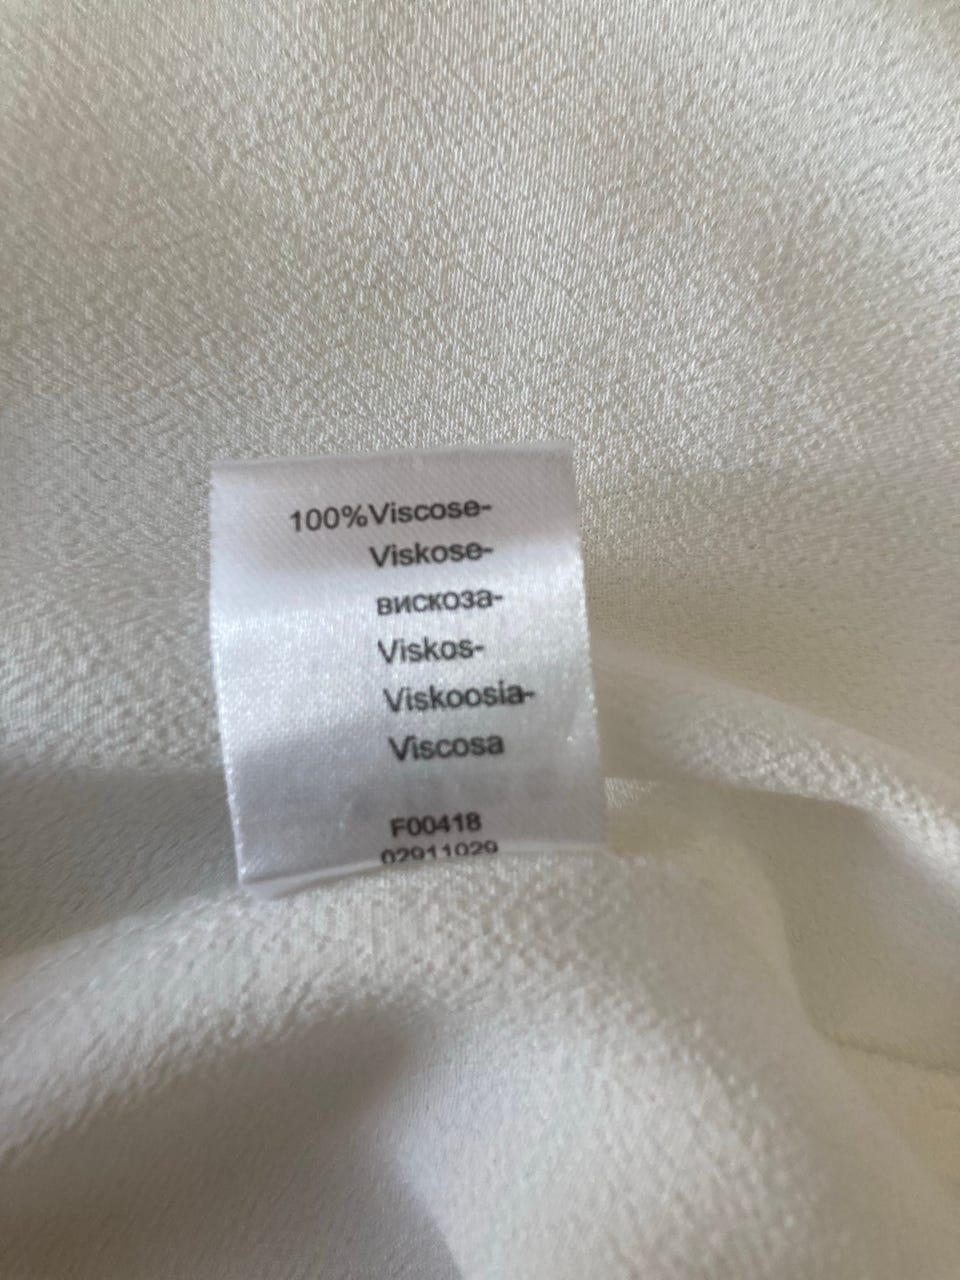 100%Viscose-
Viskose-
вискоза-
Viskos-
Viskoosia-
Viscosa
F00418
02911029